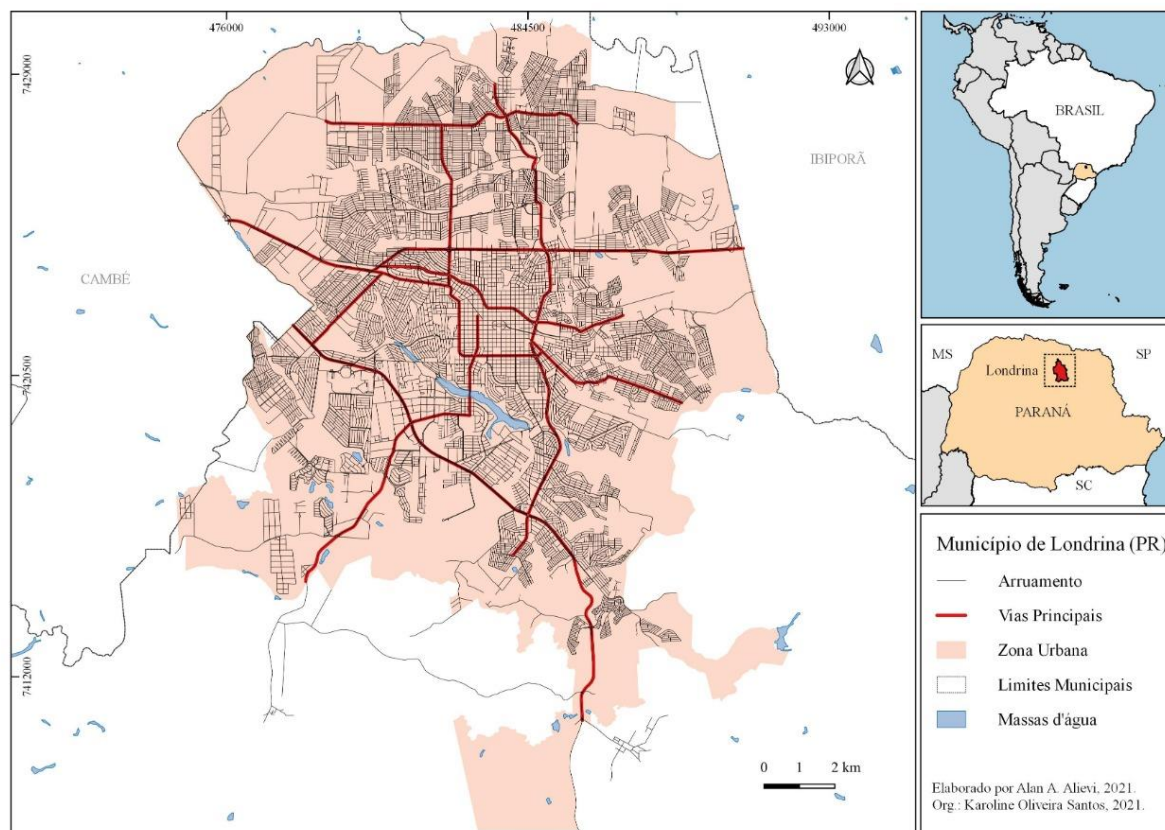 476000
484500
493000
7429000
7420500
7412000
IBIPORÃ
CAMBÉ
0 1 2 km
BRASIL
MS
SP
Londrina
PARANÁ
SC
Município de Londrina (PR)
Arruamento
Vias Principais
Zona Urbana
Limites Municipais
Massas d'água
Elaborado por Alan A. Alievi, 2021.
Org.: Karoline Oliveira Santos, 2021.